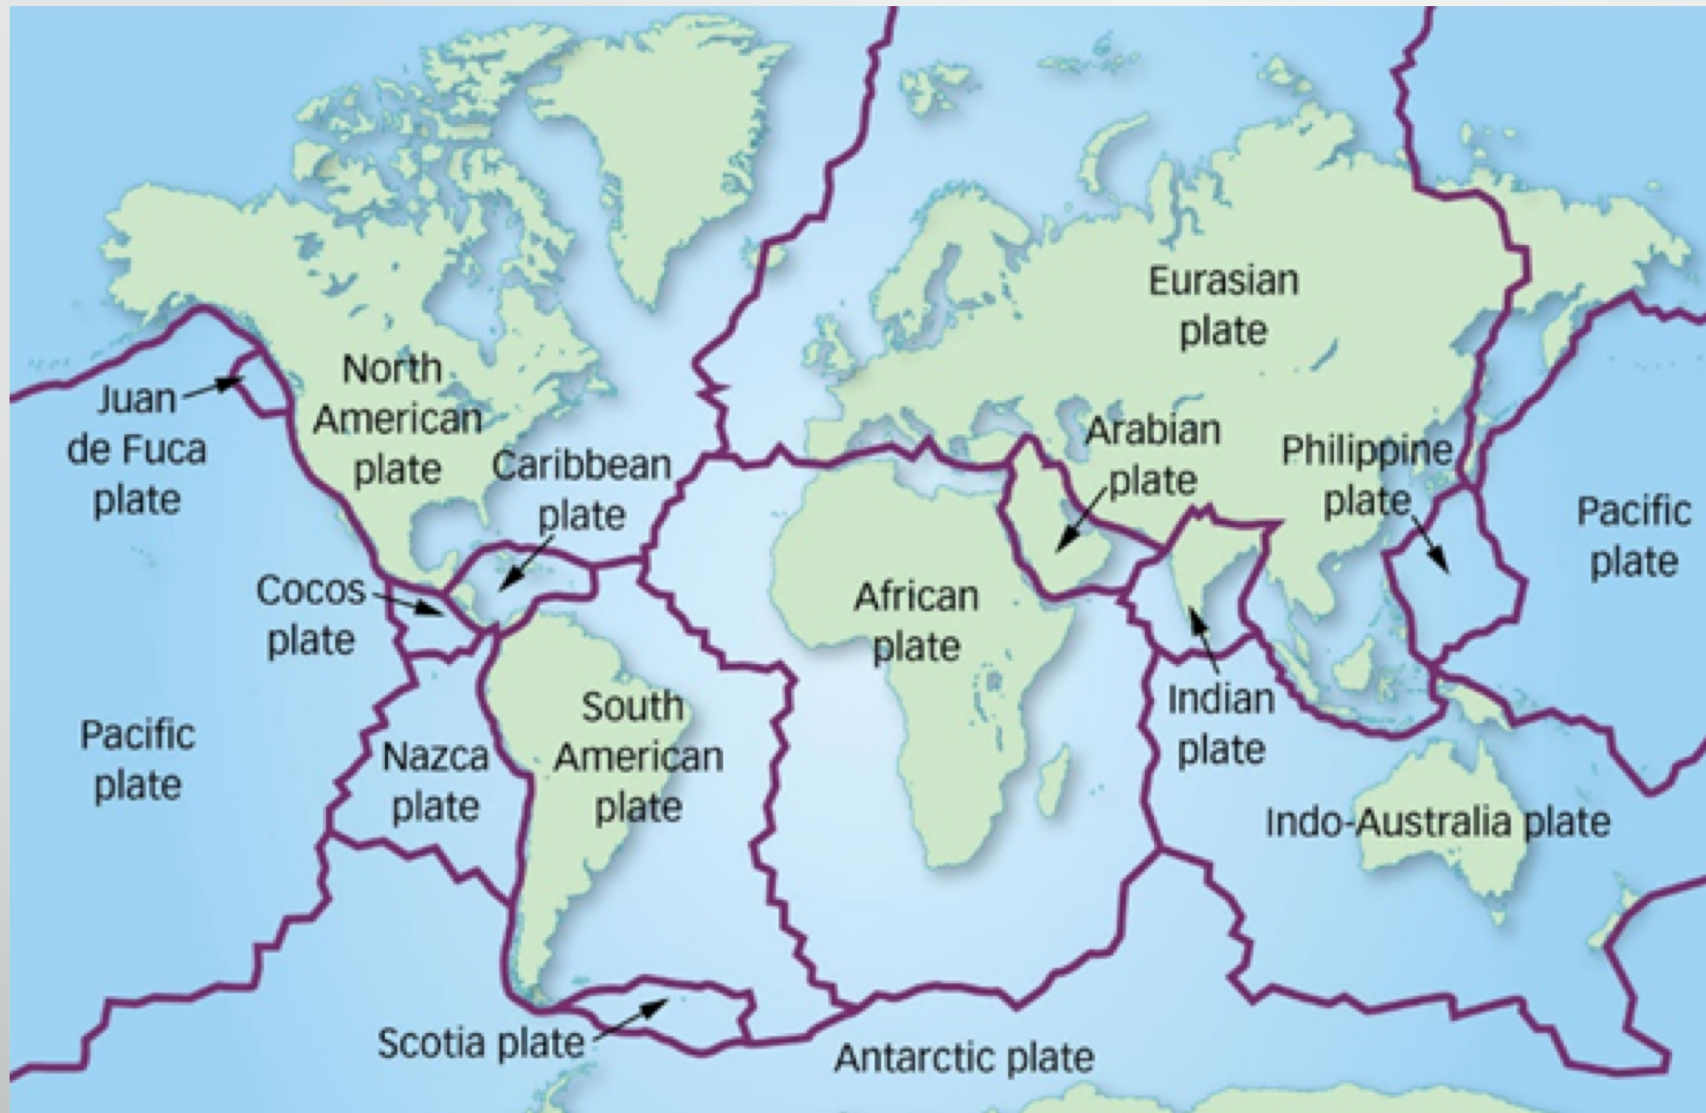 Eurasian
plate
North
American
plate
Juan
de Fuca
plate
Caribbean
plate
Arabian
plate
Philippine
plate
Pacific
plate
Cocos
plate
African
plate
Indian
plate
South
American
plate
Pacific
plate
Nazca
plate
Indo-Australia plate
Scotia plate
Antarctic plate